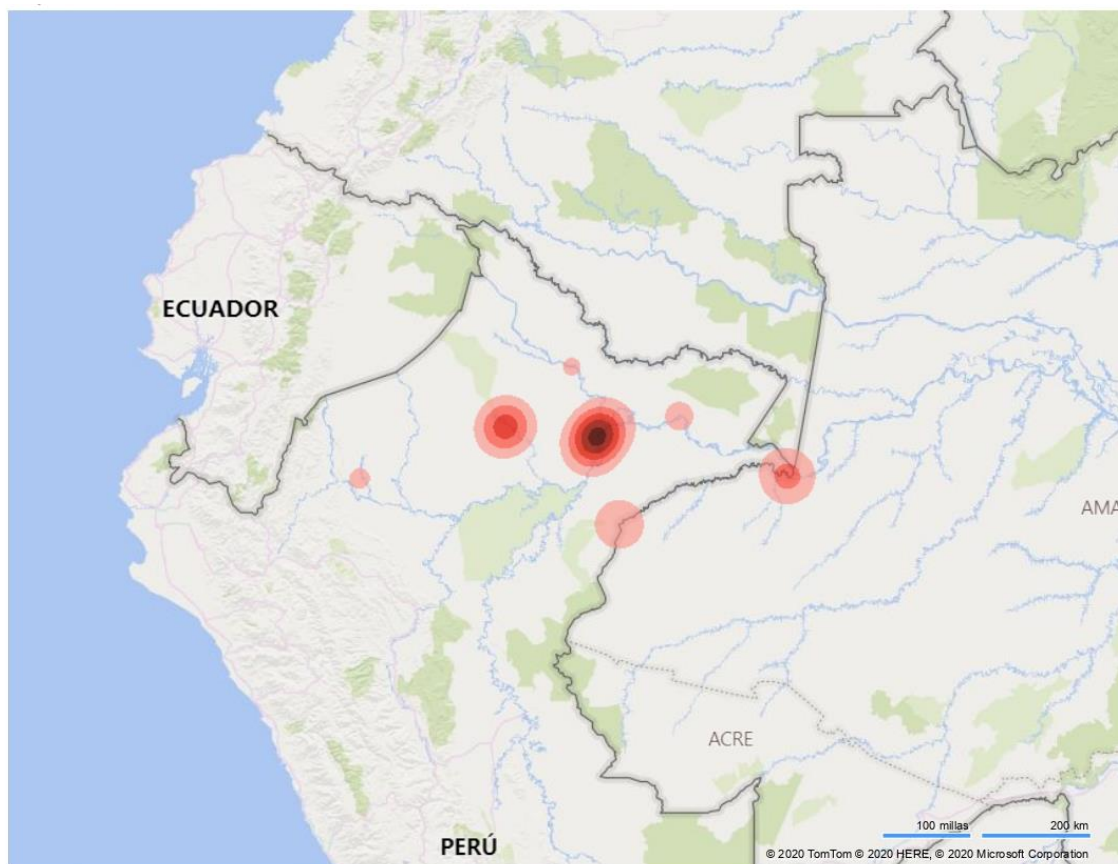 ECUADOR
AMA
ACRE
PERÚ
100 millas 200 km
© 2020 TomTom © 2020 HERE, © 2020 Microsoft Corporation